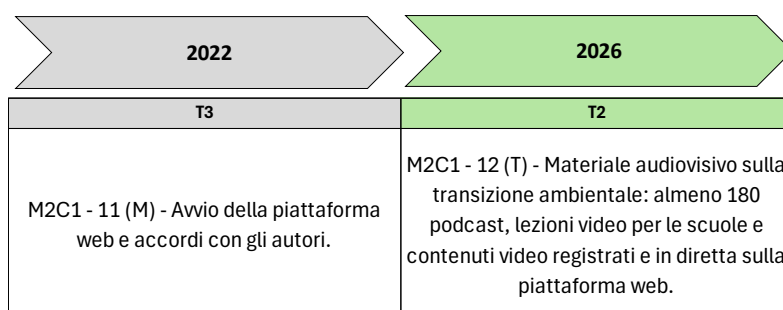 2022
2026
T3
T2
M2C1 - 11 (M) - Avvio della piattaforma
web e accordi con gli autori.
M2C1 - 12 (T) - Materiale audiovisivo sulla
transizione ambientale: almeno 180
podcast, lezioni video per le scuole e
contenuti video registrati e in diretta sulla
piattaforma web.